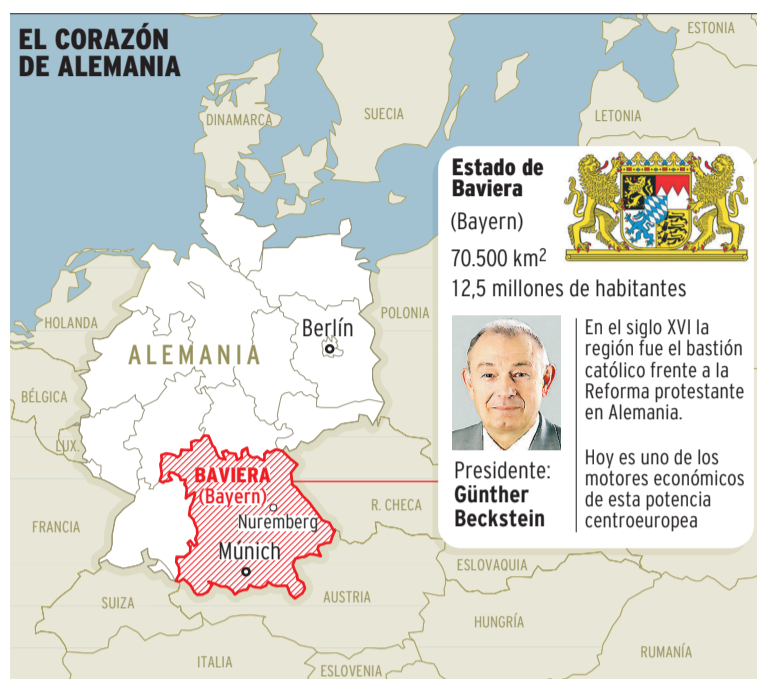 EL CORAZÓN
DE ALEMANIA
ESTONIA
SUECIA
LETONIA
DINAMARCA
Estado de
Baviera
(Bayern)
70.500 km²
12,5 millones de habitantes
En el siglo XVI la
región fue el bastión
católico frente a la
Reforma protestante
en Alemania.
Hoy es uno de los
motores económicos
de esta potencia
centroeuropea
Presidente:
Günther
Beckstein
POLONIA
HOLANDA
Berlín
ALEMANIA
BÉLGICA
LUX.
BAVIERA
(Bayern)
Nuremberg
Múnich
R. CHECA
FRANCIA
ESLOVAQUIA
SUIZA
AUSTRIA
HUNGRÍA
ITALIA
ESLOVENIA
RUMANÍA